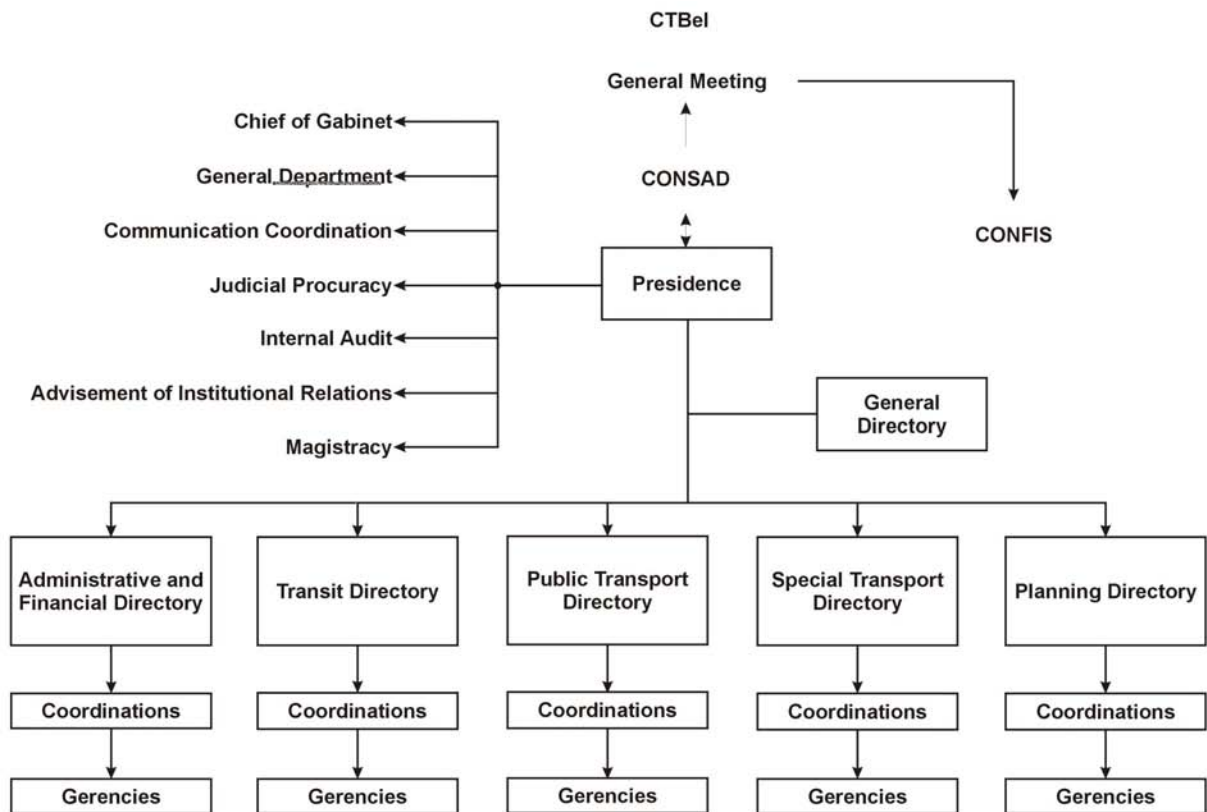 CTBel
General Meeting
Chief of Gabinet
General Department
CONSAD
Communication Coordination
CONFIS
Judicial Procuracy
Presidence
Internal Audit
Advisement of Institutional Relations
General
Directory
Magistracy
Administrative and
Financial Directory
Transit Directory
Public Transport
Directory
Special Transport
Directory
Planning Directory
Coordinations
Coordinations
Coordinations
Coordinations
Coordinations
Gerencies
Gerencies
Gerencies
Gerencies
Gerencies